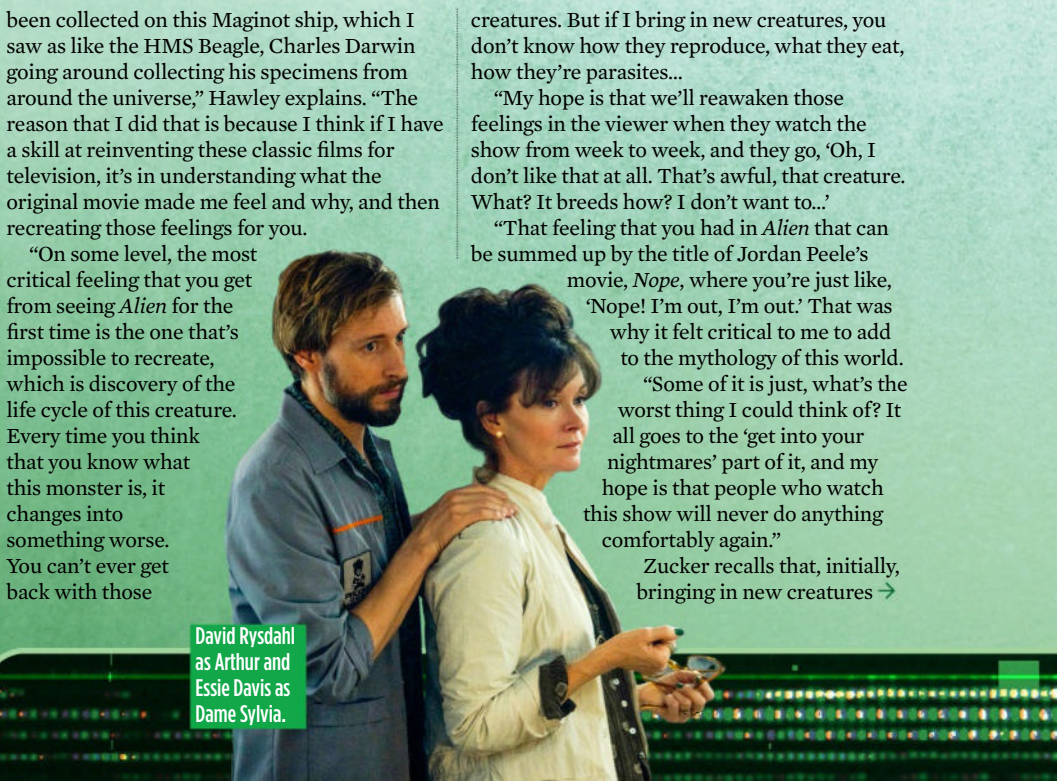 been collected on this Maginot ship, which I
saw as like the HMS Beagle, Charles Darwin
going around collecting his specimens from
around the universe,” Hawley explains. “The
reason that I did that is because I think if I have
a skill at reinventing these classic films for
television, it’s in understanding what the
original movie made me feel and why, and then
recreating those feelings for you.
“On some level, the most
critical feeling that you get
from seeing Alien for the
first time is the one that’s
impossible to recreate,
which is discovery of the
life cycle of this creature.
Every time you think
that you know what
this monster is, it
changes into
something worse.
You can’t ever get
back with those
creatures. But if I bring in new creatures, you
don’t know how they reproduce, what they eat,
how they’re parasites...
“My hope is that we’ll reawaken those
feelings in the viewer when they watch the
show from week to week, and they go, ‘Oh, I
don’t like that at all. That’s awful, that creature.
What? It breeds how? I don’t want to...’
“That feeling that you had in Alien that can
be summed up by the title of Jordan Peele’s
movie, Nope, where you’re just like,
‘Nope! I’m out, I’m out.’ That was
why it felt critical to me to add
to the mythology of this world.
“Some of it is just, what’s the
worst thing I could think of? It
all goes to the ‘get into your
nightmares’ part of it, and my
hope is that people who watch
this show will never do anything
comfortably again.”
Zucker recalls that, initially,
bringing in new creatures →
David Rysdahl
as Arthur and
Essie Davis as
Dame Sylvia.